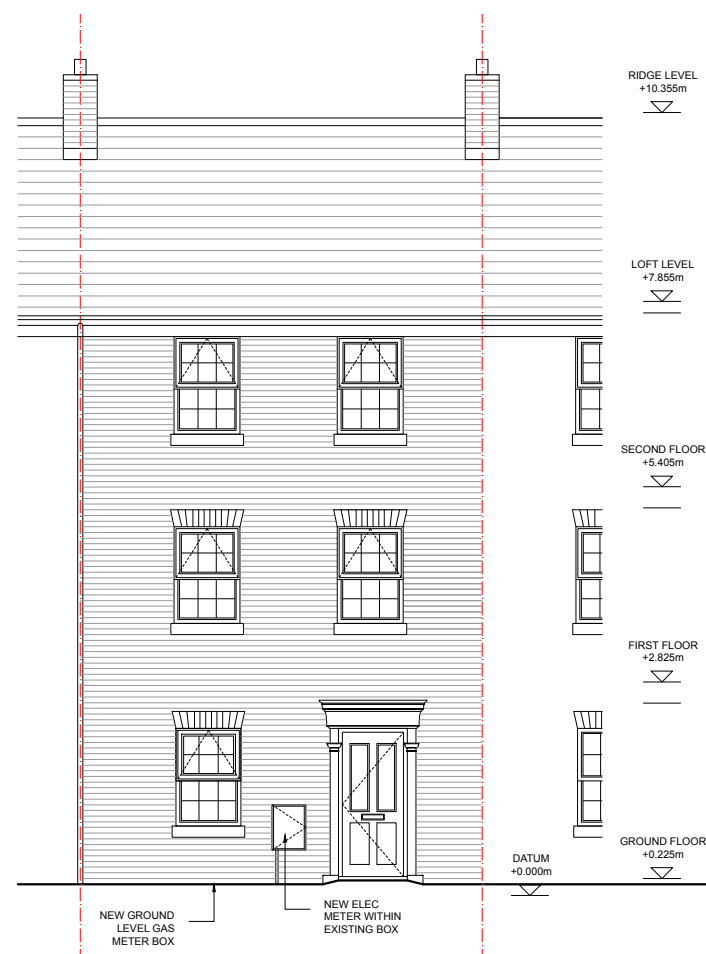 RIDGE LEVEL
+10.355m
LOFT LEVEL
+7.855m
SECOND FLOOR
+5.405m
FIRST FLOOR
+2.825m
GROUND FLOOR
+0.225m
DATUM
+0.000m
NEW GROUND
LEVEL GAS
METER BOX
NEW ELEC
METER WITHIN
EXISTING BOX